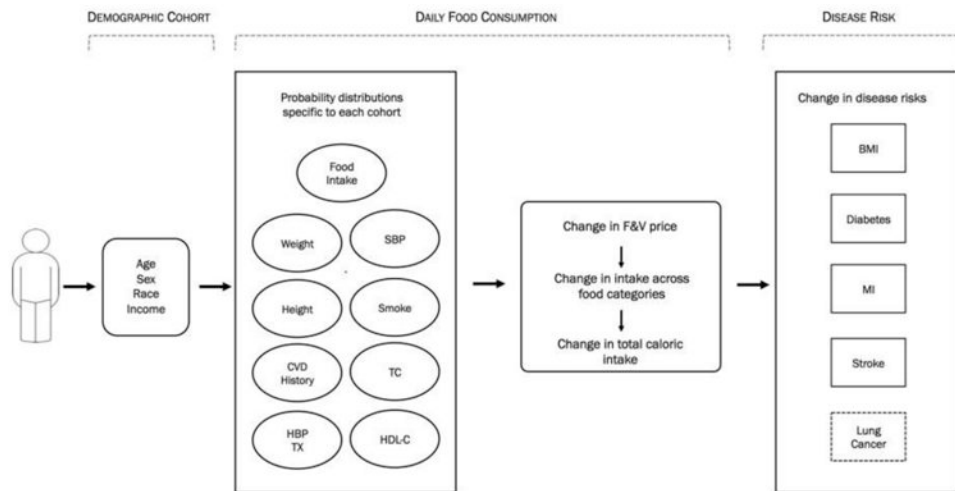 DEMOGRAPHIC COHORT
DAILY FOOD CONSUMPTION
DISEASE RISK
Age
Sex
Race
Income
Probability distributions
specific to each cohort
Food
Intake
Weight
SBP
Height
Smoke
CVD
History
TC
HBP
TX
HDL-C
Change in F&V price
Change in intake across
food categories
Change in total caloric
intake
Change in disease risks
BMI
Diabetes
MI
Stroke
Lung
Cancer